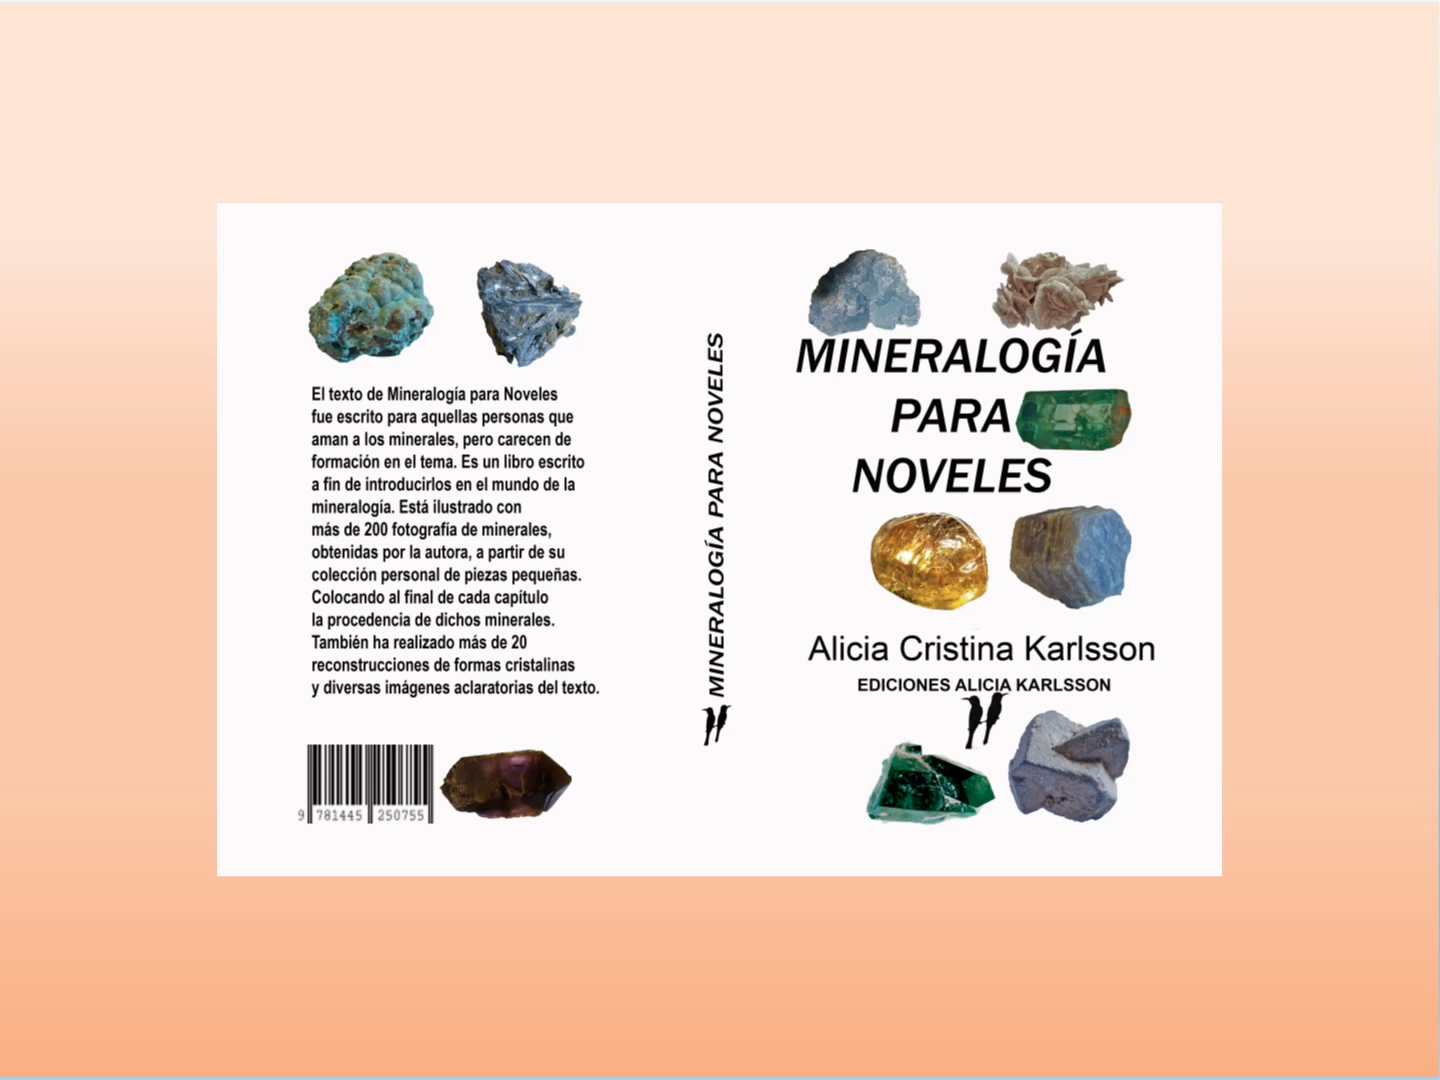 El texto de Mineralogía para Noveles
fue escrito para aquellas personas que
aman a los minerales, pero carecen de
formación en el tema. Es un libro escrito
a fin de introducirlos en el mundo de la
mineralogía. Está ilustrado con
más de 200 fotografía de minerales,
obtenidas por la autora, a partir de su
colección personal de piezas pequeñas.
Colocando al final de cada capítulo
la procedencia de dichos minerales.
También ha realizado más de 20
reconstrucciones de formas cristalinas
y diversas imágenes aclaratorias del texto.
9 781445 250755
MINERALOGÍA PARA NOVELES
MINERALOGÍA
PARA
NOVELES
Alicia Cristina Karlsson
EDICIONES ALICIA KARLSSON